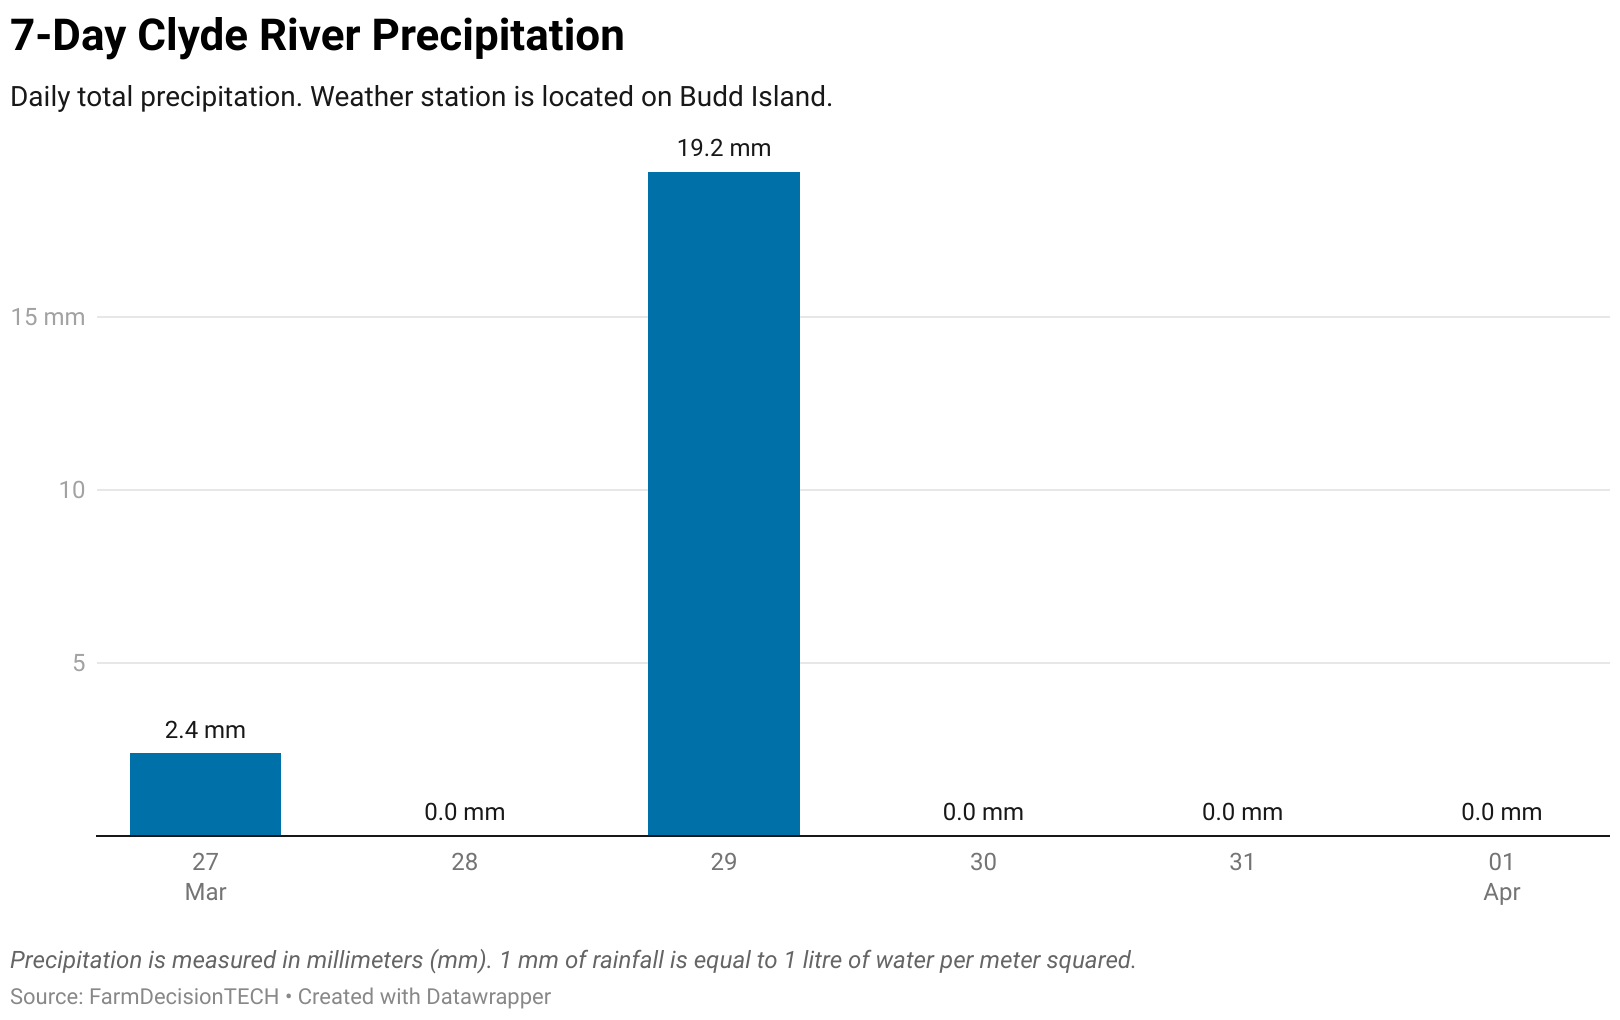 7-Day Clyde River Precipitation
Daily total precipitation. Weather station is located on Budd Island.
19.2 mm
15 mm
10
5
2.4 mm
0.0 mm
0.0 mm
0.0 mm
0.0 mm
27
28
29
30
31
01
Mar
Apr
Precipitation is measured in millimeters (mm). 1 mm of rainfall is equal to 1 litre of water per meter squared.
Source: FarmDecisionTECH • Created with Datawrapper